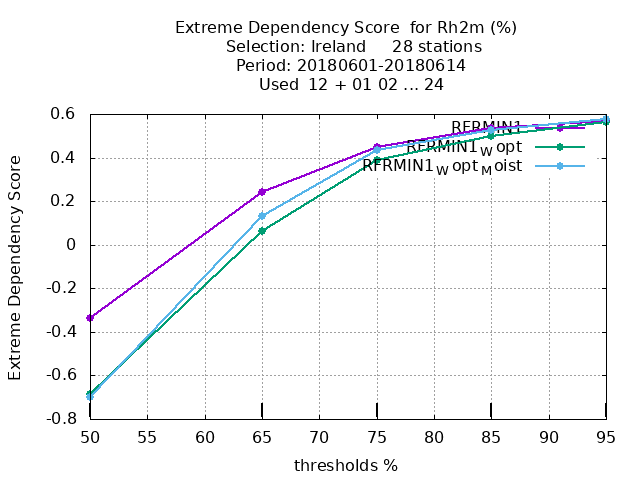 Extreme Dependency Score  for Rh2m (%)
Selection: Ireland     28 stations
Period: 20180601-20180614
Used  12 + 01 02 ... 24
Extreme Dependency Score
0.6
0.4
0.2
0
-0.2
-0.4
-0.6
-0.8
RFRMIN1
RFRMIN1Wopt
RFRMIN1WoptMoist
50 55 60 65 70 75 80 85 90 95
thresholds %